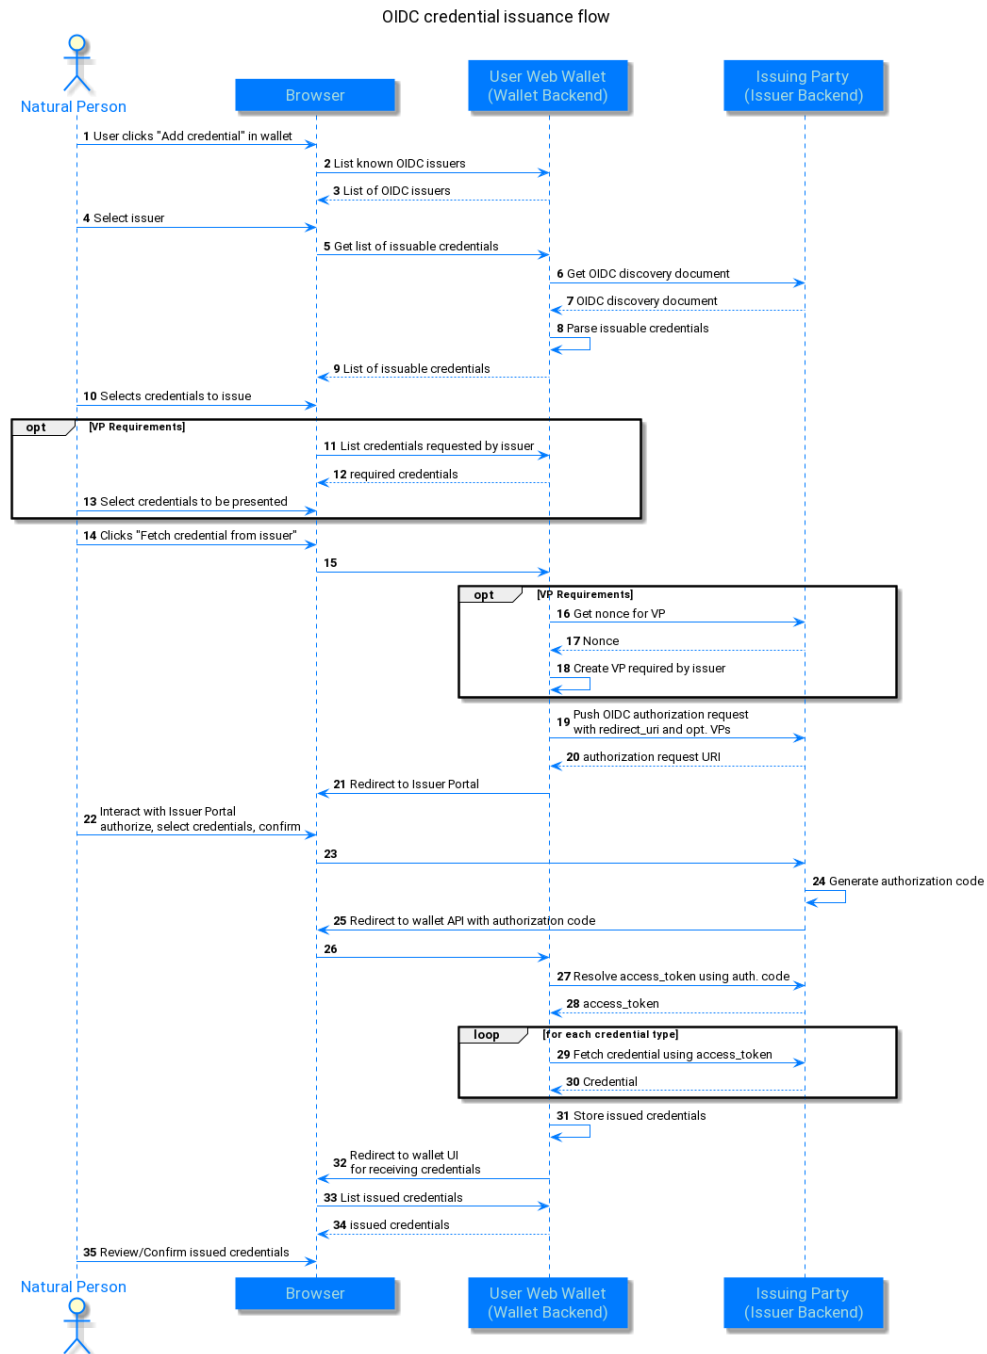 OIDC credential issuance flow
Natural Person
Browser
User Web Wallet
(Wallet Backend)
Issuing Party
(Issuer Backend)
1 User clicks "Add credential" in wallet
2 List known OIDC issuers
3 List of OIDC issuers
4 Select issuer
5 Get list of issuable credentials
6 Get OIDC discovery document
7 OIDC discovery document
8 Parse issuable credentials
9 List of issuable credentials
10 Selects credentials to issue
opt [VP Requirements]
11 List credentials requested by issuer
12 required credentials
13 Select credentials to be presented
14 Clicks "Fetch credential from issuer"
15
opt [VP Requirements]
16 Get nonce for VP
17 Nonce
18 Create VP required by issuer
19 Push OIDC authorization request
with redirect_uri and opt. VPs
20 authorization request URI
21 Redirect to Issuer Portal
22 Interact with Issuer Portal
authorize, select credentials, confirm
23
24 Generate authorization code
25 Redirect to wallet API with authorization code
26
27 Resolve access_token using auth. code
28 access_token
loop [for each credential type]
29 Fetch credential using access_token
30 Credential
31 Store issued credentials
32 Redirect to wallet UI
for receiving credentials
33 List issued credentials
34 issued credentials
35 Review/Confirm issued credentials
Natural Person
Browser
User Web Wallet
(Wallet Backend)
Issuing Party
(Issuer Backend)